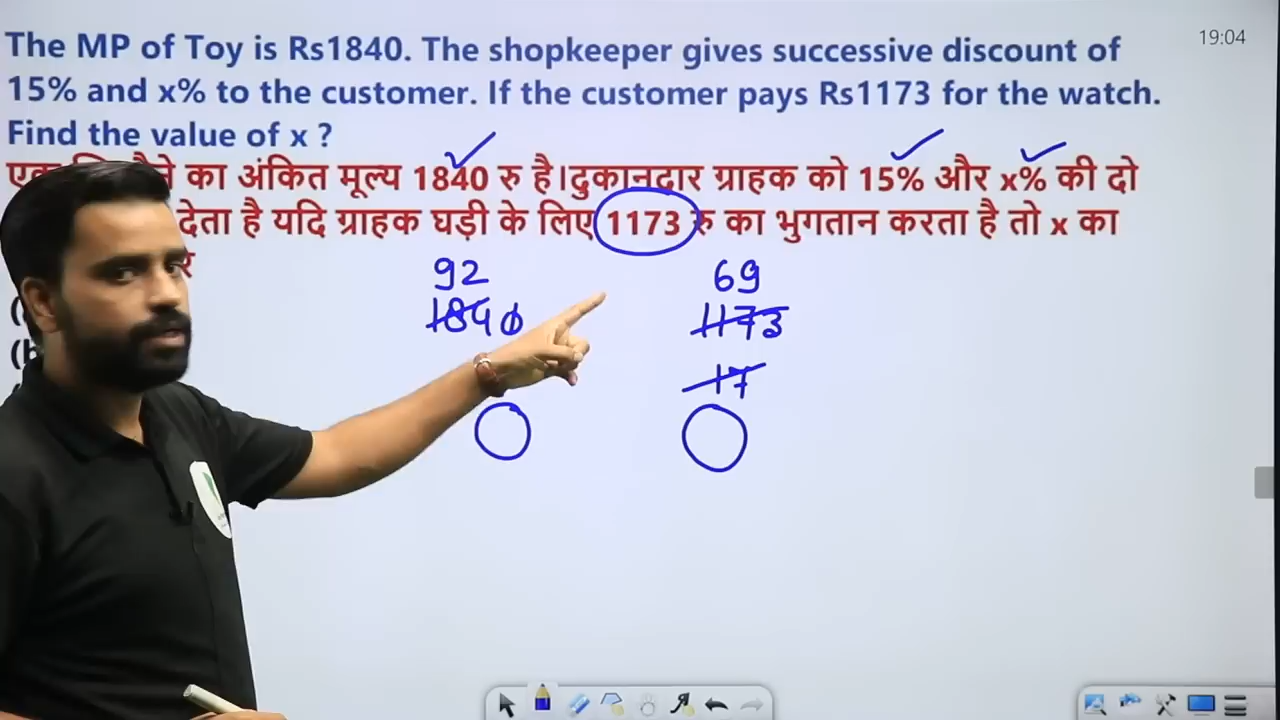 19:04
The MP of Toy is Rs1840. The shopkeeper gives successive discount of
15% and x% to the customer. If the customer pays Rs1173 for the watch.
Find the value of x ?
का अंकित मूल्य 1840 रु है।दुकानदार ग्राहक को 15% और x% की दो
देता है यदि ग्राहक घड़ी के लिए 1173 रु का भुगतान करता है तो x का
92 69
1840 1173
17